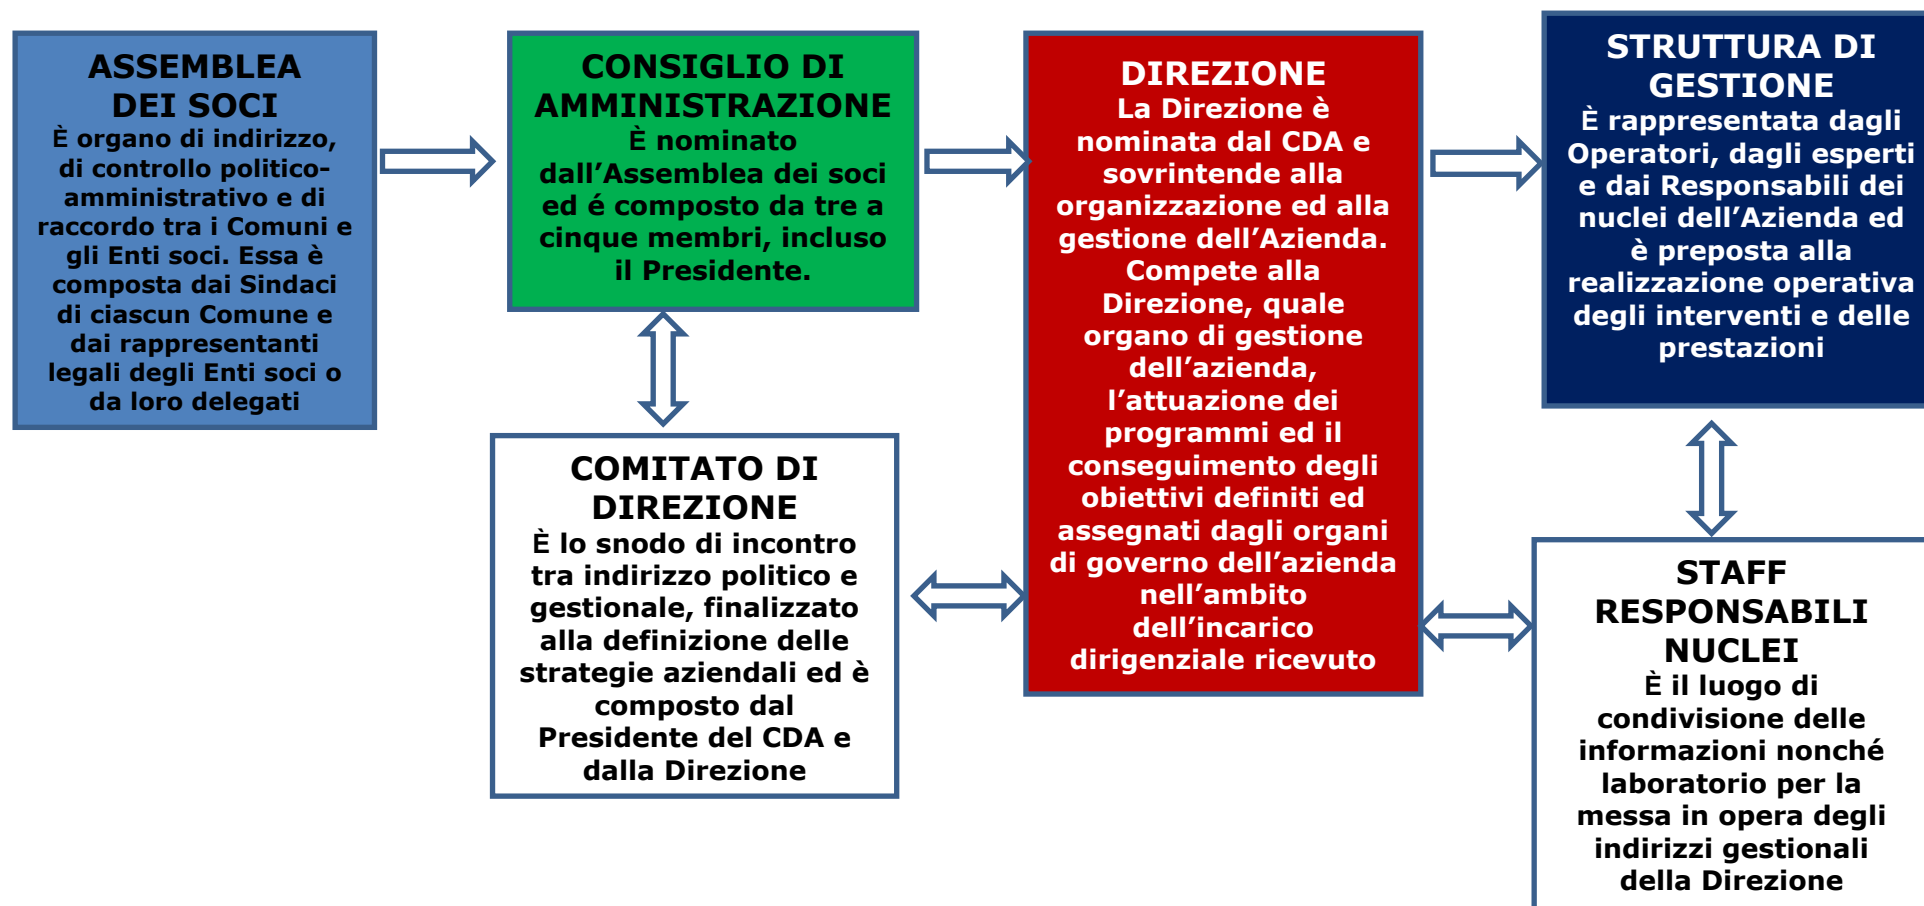 ASSEMBLEA
DEI SOCI
È organo di indirizzo,
di controllo politico-
amministrativo e di
raccordo tra i Comuni e
gli Enti soci. Essa è
composta dai Sindaci
di ciascun Comune e
dai rappresentanti
legali degli Enti soci o
da loro delegati
CONSIGLIO DI
AMMINISTRAZIONE
È nominato
dall’Assemblea dei soci
ed é composto da tre a
cinque membri, incluso
il Presidente.
COMITATO DI
DIREZIONE
È lo snodo di incontro
tra indirizzo politico e
gestionale, finalizzato
alla definizione delle
strategie aziendali ed è
composto dal
Presidente del CDA e
dalla Direzione
DIREZIONE
La Direzione è
nominata dal CDA e
sovrintende alla
organizzazione ed alla
gestione dell’Azienda.
Compete alla
Direzione, quale
organo di gestione
dell’azienda,
l’attuazione dei
programmi ed il
conseguimento degli
obiettivi definiti ed
assegnati dagli organi
di governo dell’azienda
nell’ambito
dell’incarico
dirigenziale ricevuto
STRUTTURA DI
GESTIONE
È rappresentata dagli
Operatori, dagli esperti
e dai Responsabili dei
nuclei dell’Azienda ed
è preposta alla
realizzazione operativa
degli interventi e delle
prestazioni
STAFF
RESPONSABILI
NUCLEI
È il luogo di
condivisione delle
informazioni nonché
laboratorio per la
messa in opera degli
indirizzi gestionali
della Direzione